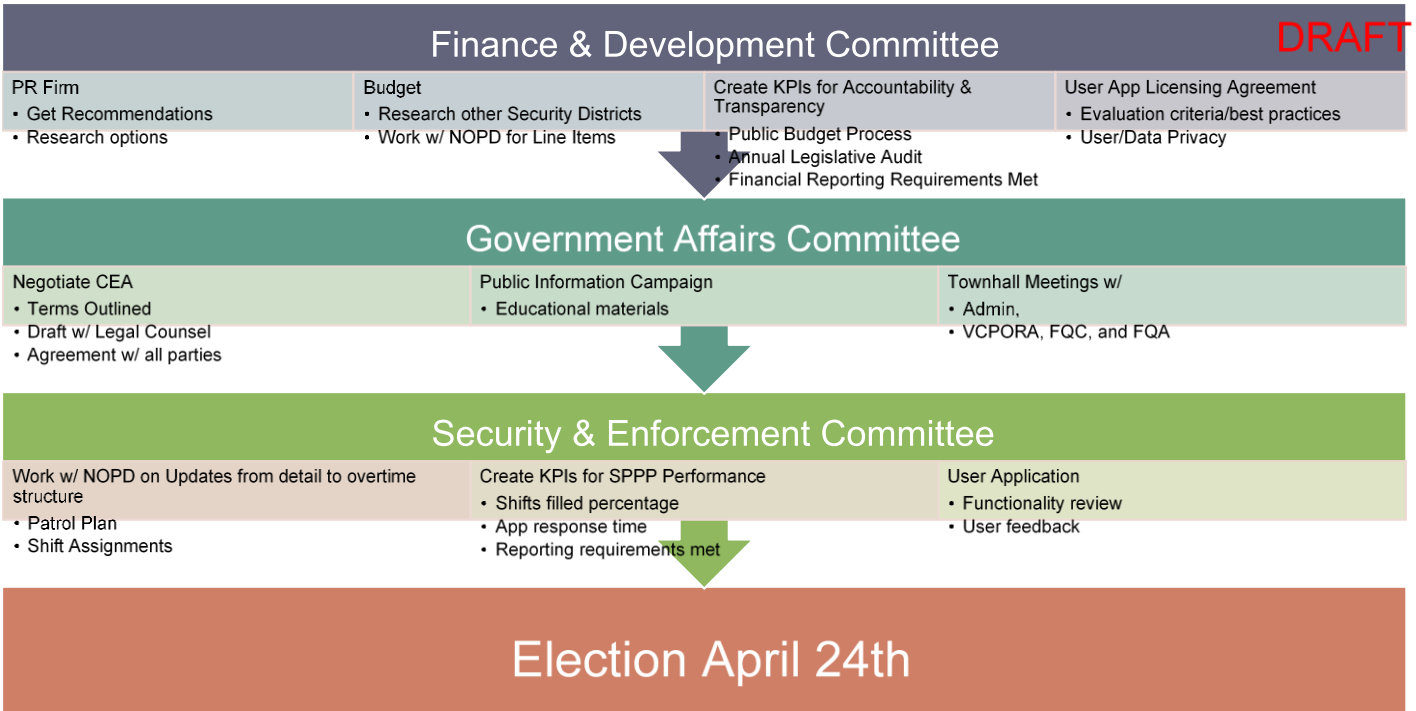 Finance & Development Committee
DRAFT
PR Firm
• Get Recommendations
• Research options
Budget
• Research other Security Districts
• Work w/ NOPD for Line Items
Create KPIs for Accountability &
Transparency
• Public Budget Process
• Annual Legislative Audit
• Financial Reporting Requirements Met
User App Licensing Agreement
• Evaluation criteria/best practices
• User/Data Privacy
Government Affairs Committee
Negotiate CEA
• Terms Outlined
• Draft w/ Legal Counsel
• Agreement w/ all parties
Public Information Campaign
• Educational materials
Townhall Meetings w/
• Admin,
• VCPORA, FQC, and FQA
Security & Enforcement Committee
Work w/ NOPD on Updates from detail to overtime
structure
• Patrol Plan
• Shift Assignments
Create KPIs for SPPP Performance
• Shifts filled percentage
• App response time
• Reporting requirements met
User Application
• Functionality review
• User feedback
Election April 24th